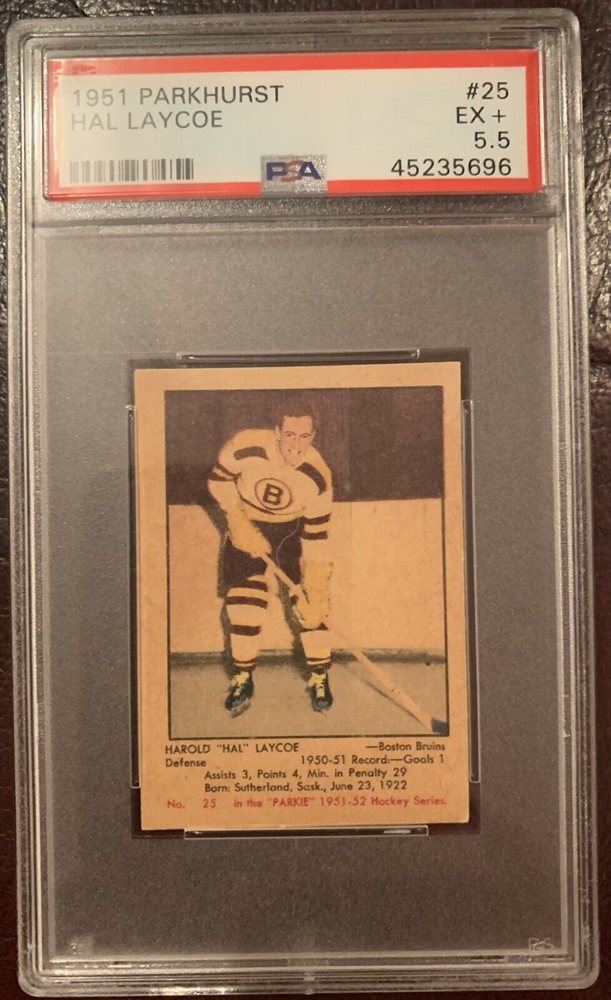 1951 PARKHURST #25
HAL LAYCOE EX +
5.5
PSA 45235696
B
HAROLD "HAL" LAYCOE —Boston Bruins
Defense 1950-51 Record:—Goals 1
Assists 3, Points 4, Min. in Penalty 29
Born: Sutherland, Sask., June 23, 1922
No. 25 in the "PARKIE" 1951-52 Hockey Series.